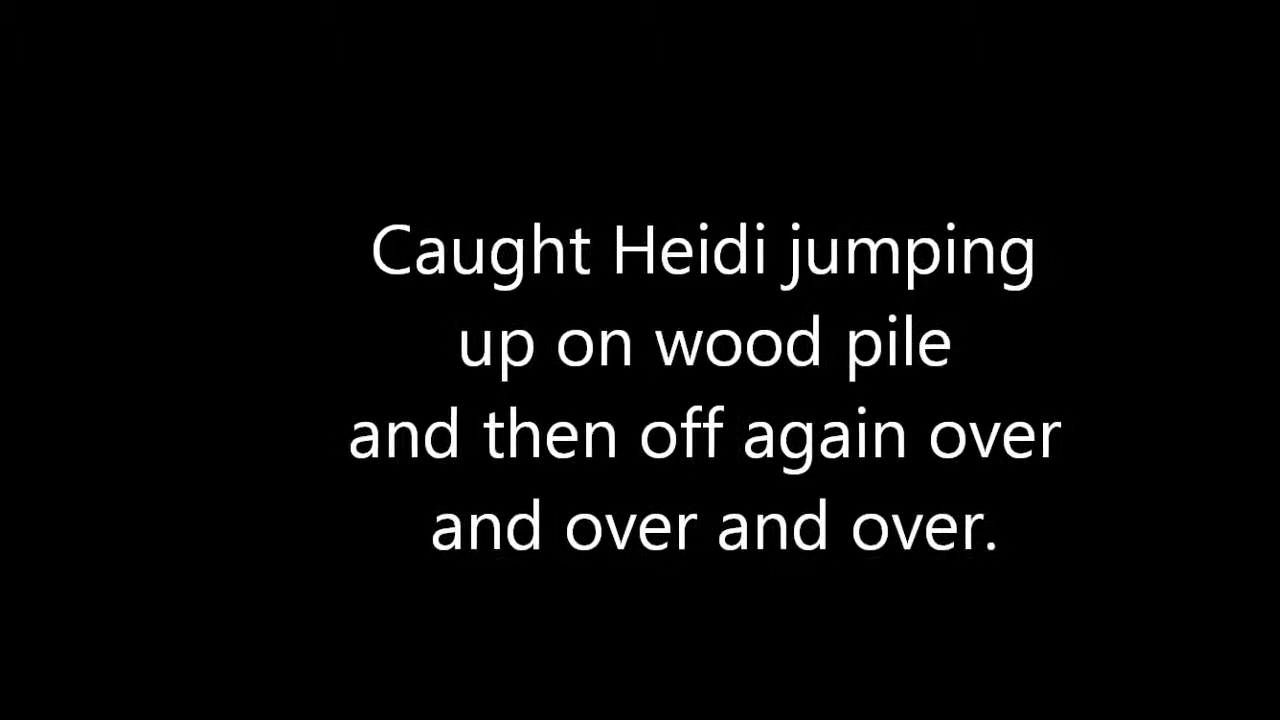 Caught Heidi jumping
up on wood pile
and then off again over
and over and over.